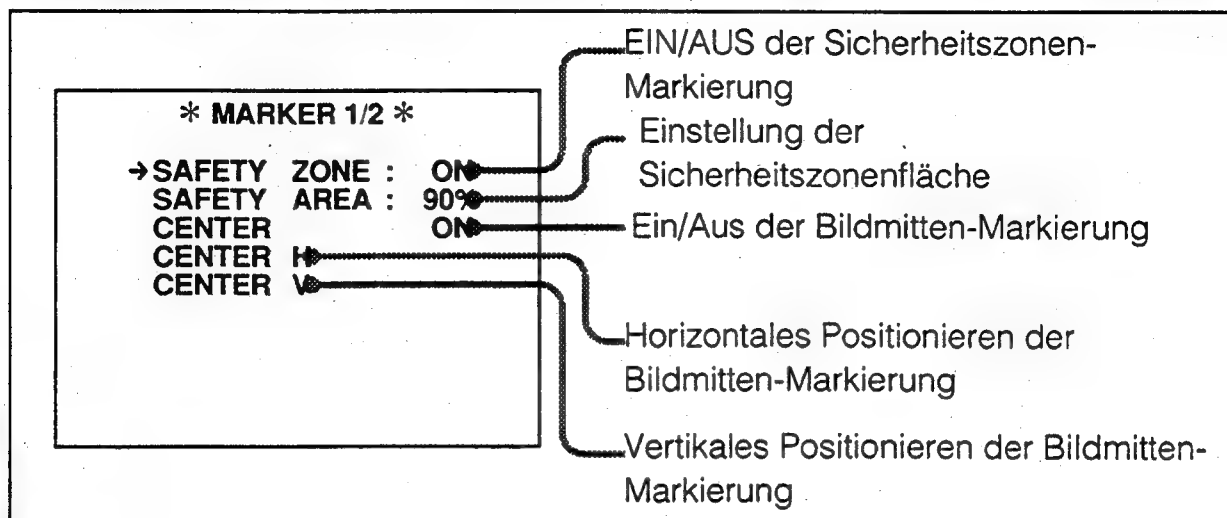 * MARKER 1/2 *
→SAFETY ZONE : ON
SAFETY AREA : 90%
CENTER ON
CENTER H
CENTER V
EIN/AUS der Sicherheitszonen-
Markierung
Einstellung der
Sicherheitszonenfläche
Ein/Aus der Bildmitten-Markierung
Horizontales Positionieren der
Bildmitten-Markierung
Vertikales Positionieren der Bildmitten-
Markierung